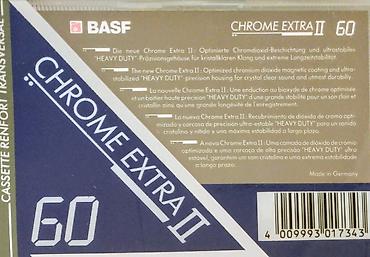 CASSETTE RENFORT TRANSVERSAL
BASF
CHROME EXTRA II 60
Die neue Chrome Extra II: Optimierte Chromdioxid-Beschichtung und ultrastabiles
"HEAVY DUTY"-Präzisionsgehäuse für kristallklaren Klang und extreme Langzeitstabilität.
The new Chrome Extra II: Optimized chromium dioxide magnetic coating and ultra-
stabilized "HEAVY DUTY"-precision housing for crystal clear sound and utmost durability.
La nouvelle Chrome Extra II: Une enduction au bioxyde de chrome optimisée
et un boîtier haute précision "HEAVY DUTY" d'une grande stabilité pour un son clair et
cristallin ainsi qu'une grande longévité de l'enregistrement.
La nueva Chrome Extra II: Recubrimiento de dióxido de cromo opti-
mizado y carcasa de precisión ultra-estable "HEAVY DUTY" para un sonido
cristalino y nítido y una máxima estabilidad a largo plazo.
A nova Chrome Extra II: Uma camada de dióxido de cromo
optimizada e uma carcaça de alta precisão "HEAVY DUTY" ultra
estável, garantem um som cristalino e uma extrema estabilidade
a longo prazo.
Made in Germany
CHROME EXTRA II
60
4 009993 017343